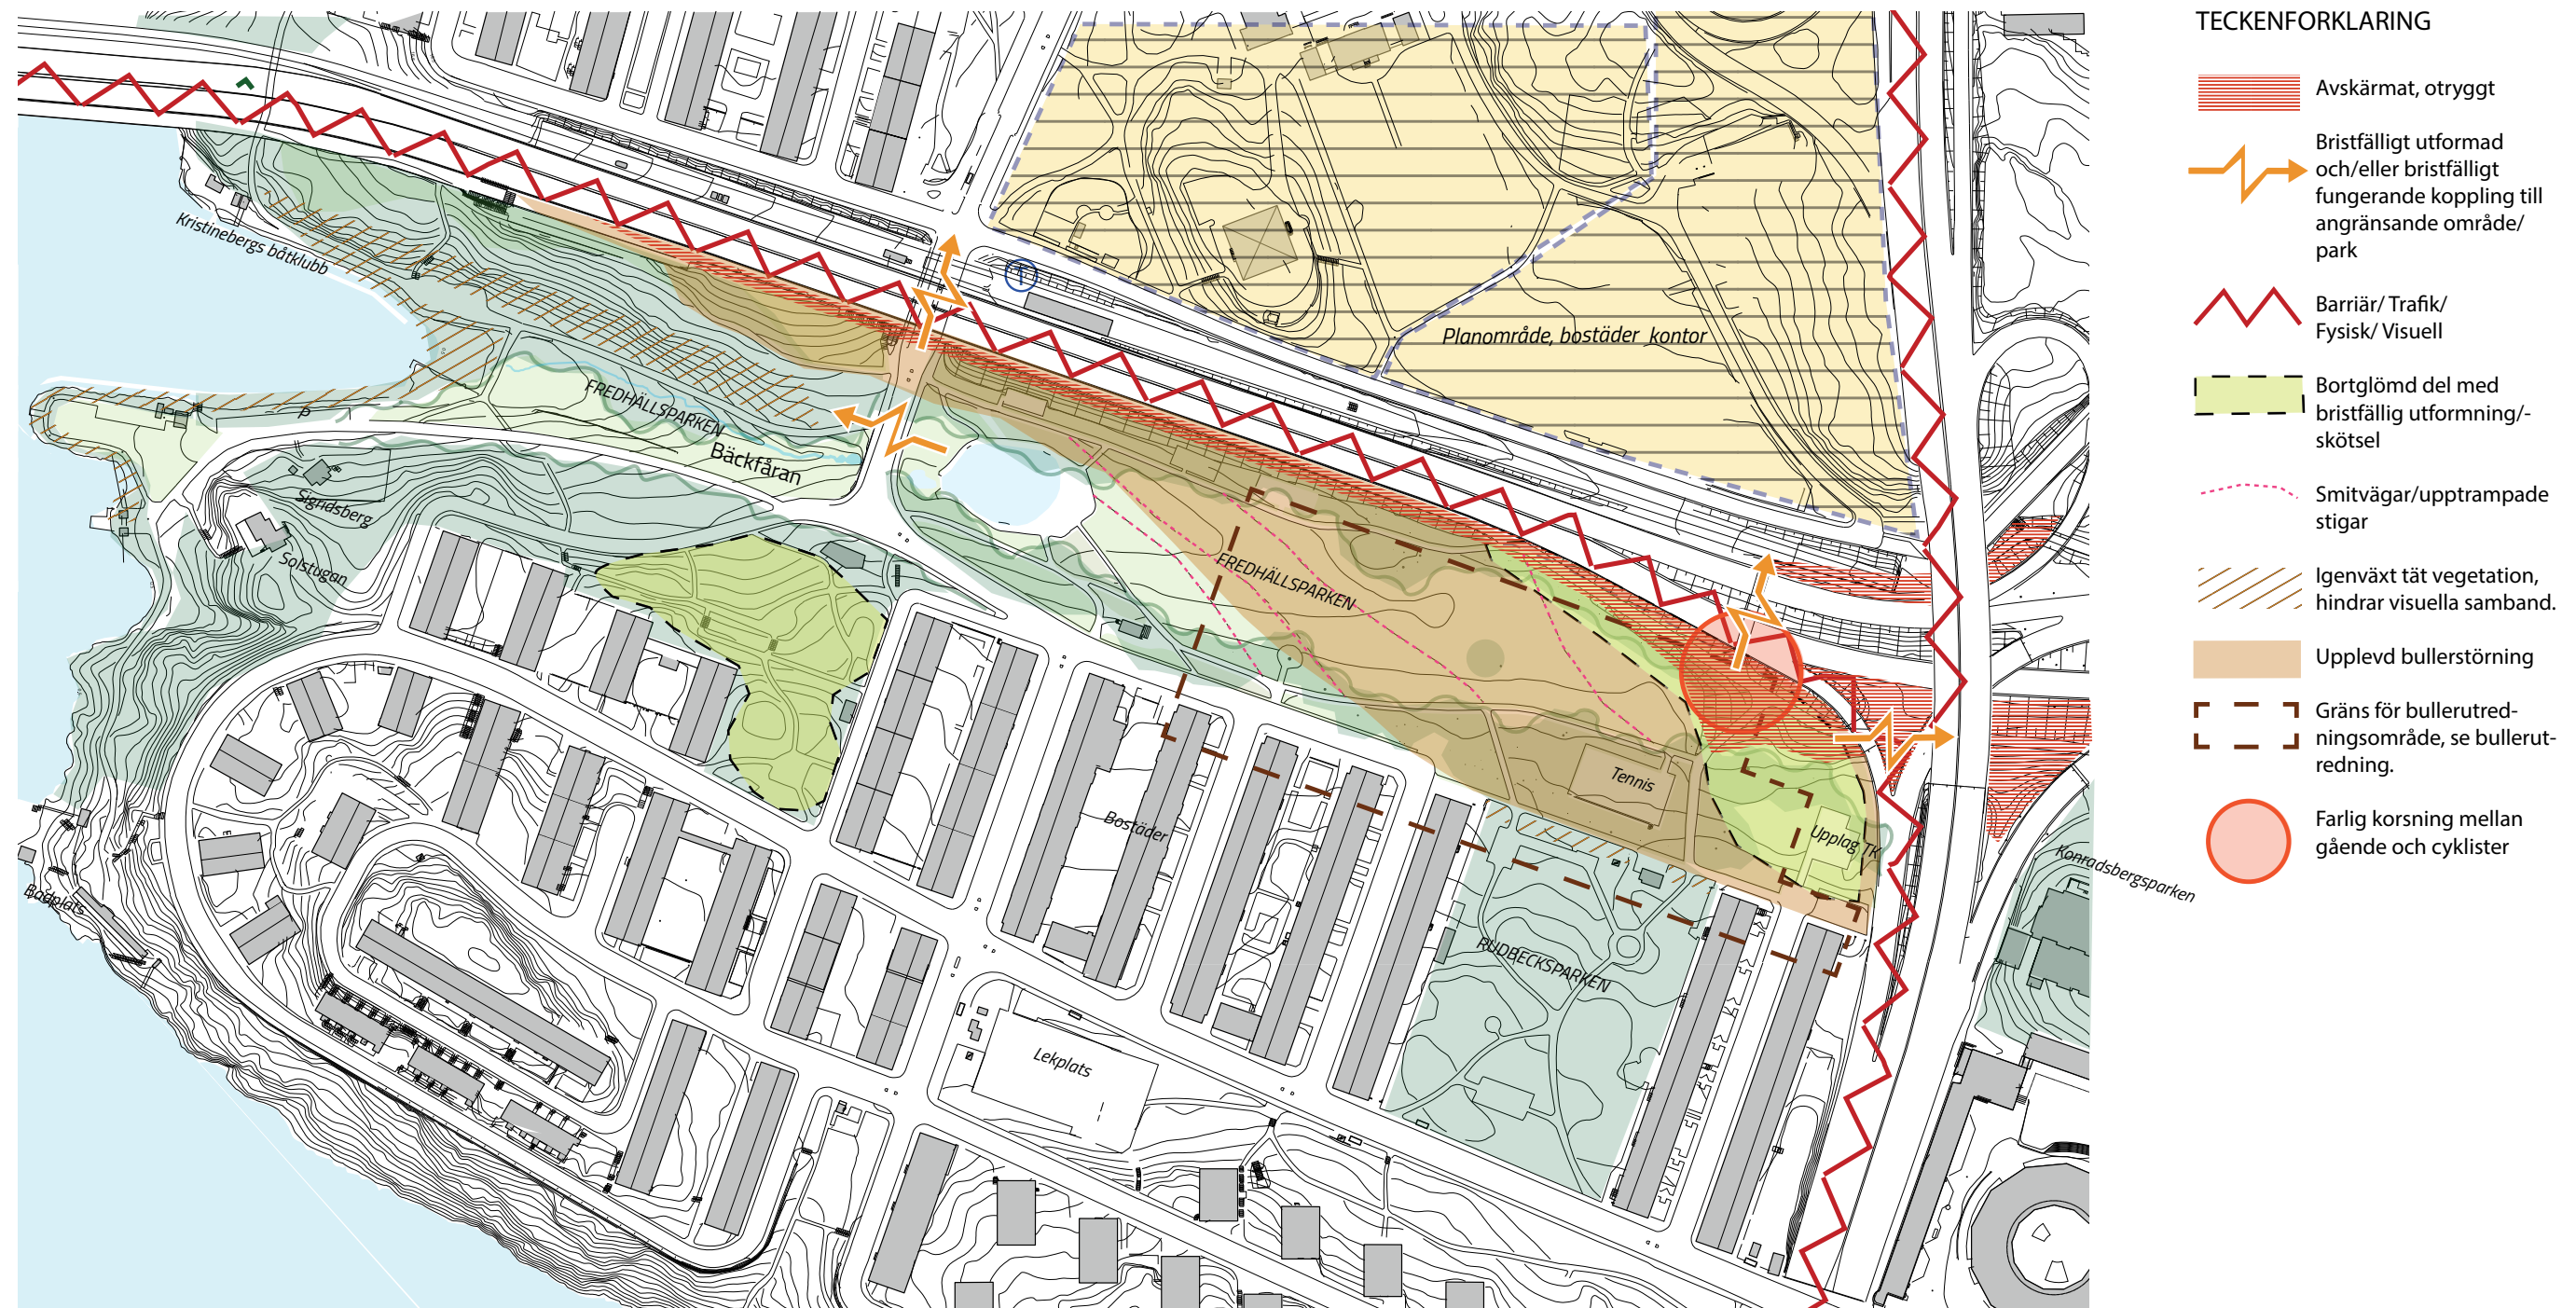 TECKENFORKLARING
Avskärmat, otryggt
Bristfälligt utformad
och/eller bristfälligt
fungerande koppling till
angränsande område/
park
Barriär/ Trafik/
Fysisk/ Visuell
Bortglömd del med
bristfällig utformning/-
skötsel
Smitvägar/upptrampade
stigar
Igenväxt tät vegetation,
hindrar visuella samband.
Upplevd bullerstörning
Gräns för bullerutred-
ningsområde, se bullerut-
redning.
Farlig korsning mellan
gående och cyklister
Kristinebergs båtklubb
T
Planområde, bostäder kontor
P
FREDHÄLLSPARKEN
Bäckfåran
Sigridsberg
Solstugan
FREDHÄLLSPARKEN
Tennis
Upplag TK
Bostäder
Konradsbergsparken
Badplats
RUDBECKSPARKEN
Lekplats